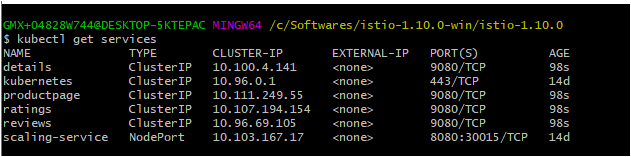 GMX+04828W744@DESKTOP-5KTEPAC MINGW64 /c/Softwares/istio-1.10.0-win/istio-1.10.0
$ kubectl get services
NAME TYPE CLUSTER-IP EXTERNAL-IP PORT(S) AGE
details ClusterIP 10.100.4.141 <none> 9080/TCP 98s
kubernetes ClusterIP 10.96.0.1 <none> 443/TCP 14d
productpage ClusterIP 10.111.249.55 <none> 9080/TCP 98s
ratings ClusterIP 10.107.194.154 <none> 9080/TCP 98s
reviews ClusterIP 10.96.69.105 <none> 9080/TCP 98s
scaling-service NodePort 10.103.167.17 <none> 8080:30015/TCP 14d